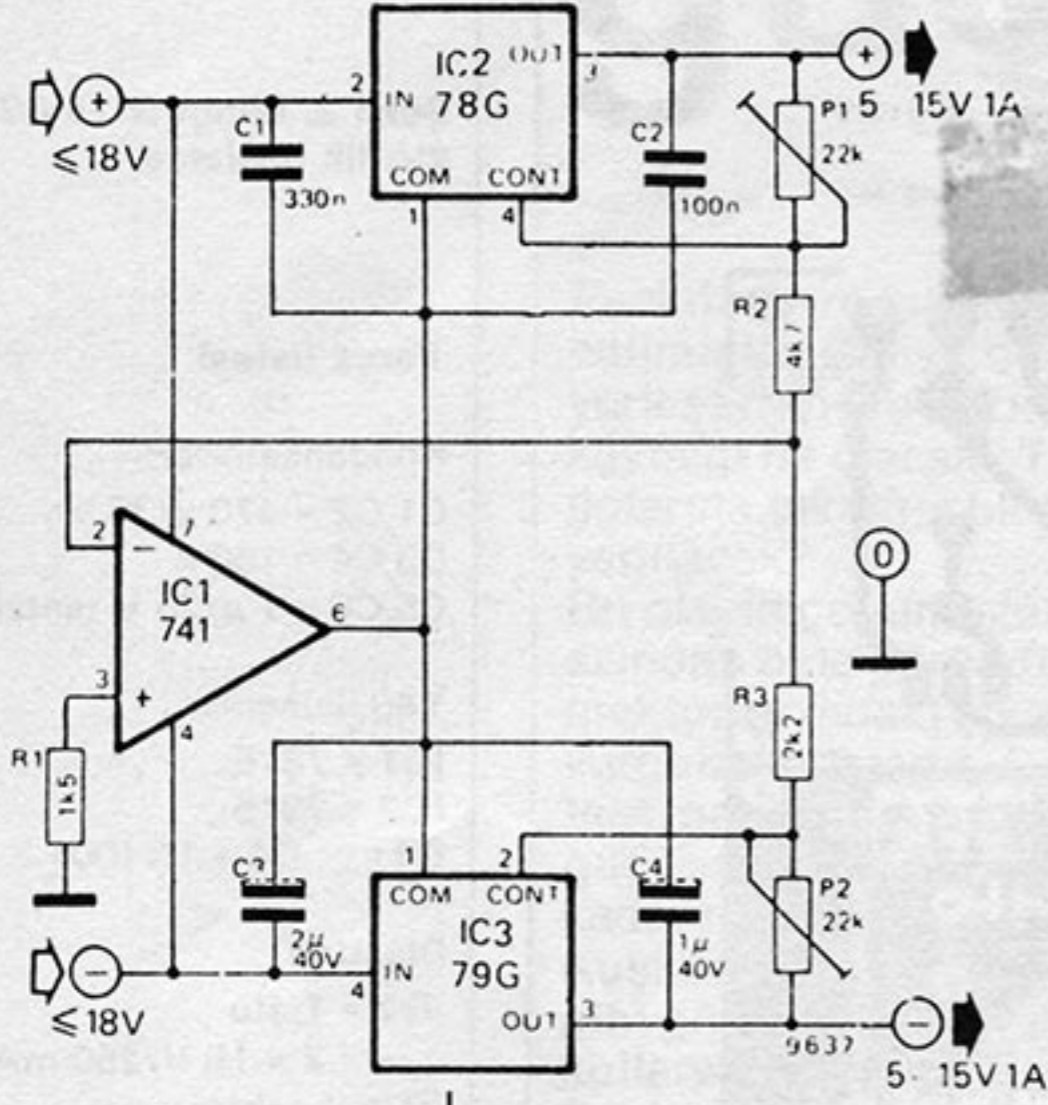 IC2
78G
OUT
3
2
IN
COM
CONT
1
4
+
≤18V
C1
330n
C2
100n
+
5 15V 1A
P1
22k
R2
4k7
2
−
7
IC1
741
6
3
+
4
R1
1k5
0
R3
2k2
C3
2µ
40V
1
2
COM
CONT
IC3
79G
4
IN
OUT
3
C4
1µ
40V
P2
22k
−
≤18V
9637
−
5 - 15V 1A